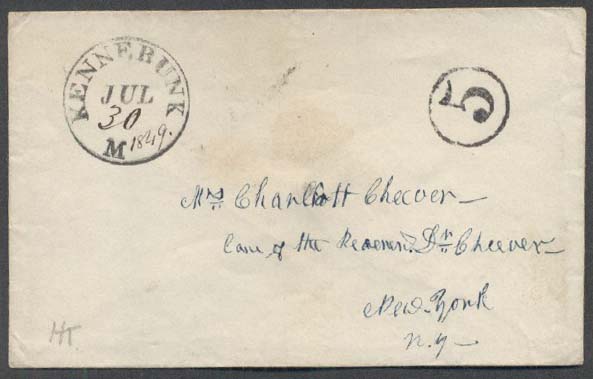 KENNEBUNK
JUL
30
M 1849.
5
Mrs Charlott Cheever —
Care of the Reverend Dr Cheever —
New-York
N. Y —
HT.